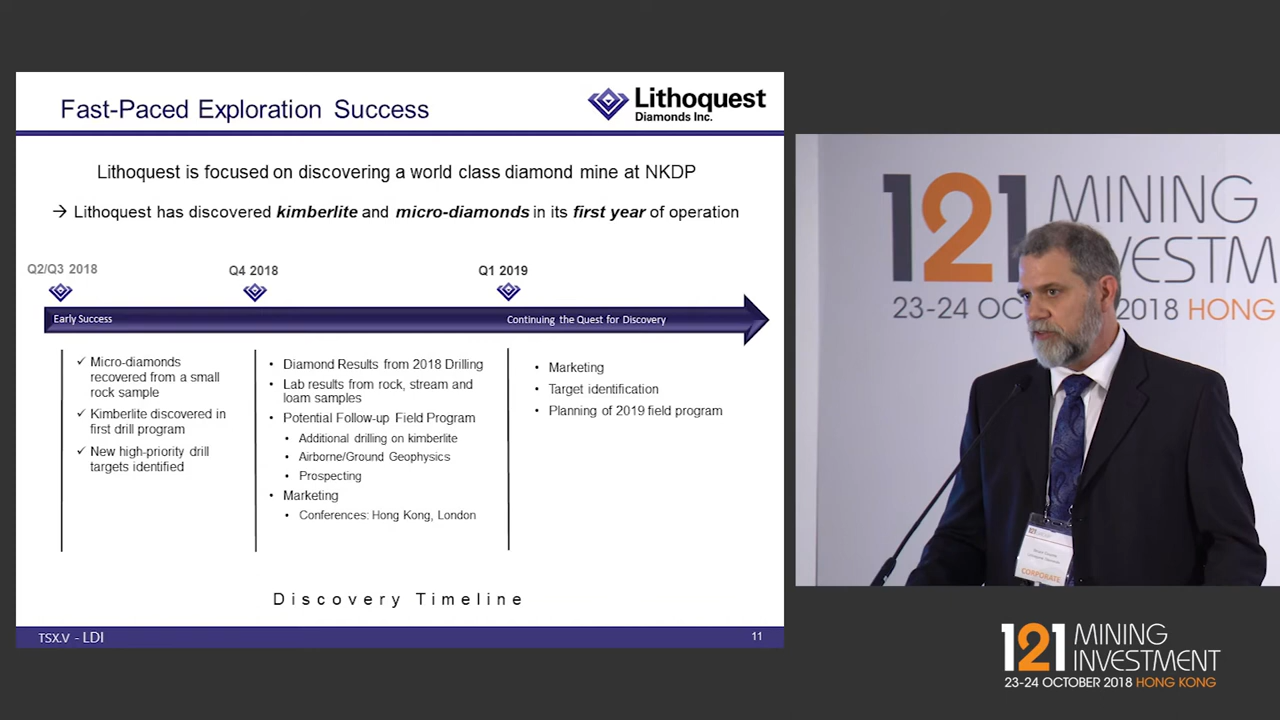 Fast-Paced Exploration Success
Lithoquest
Diamonds Inc.
Lithoquest is focused on discovering a world class diamond mine at NKDP
→ Lithoquest has discovered kimberlite and micro-diamonds in its first year of operation
Q2/Q3 2018
Q4 2018
Q1 2019
Early Success
Continuing the Quest for Discovery
✓ Micro-diamonds
recovered from a small
rock sample
✓ Kimberlite discovered in
first drill program
✓ New high-priority drill
targets identified
• Diamond Results from 2018 Drilling
• Lab results from rock, stream and
loam samples
• Potential Follow-up Field Program
• Additional drilling on kimberlite
• Airborne/Ground Geophysics
• Prospecting
• Marketing
• Conferences: Hong Kong, London
• Marketing
• Target identification
• Planning of 2019 field program
Discovery Timeline
TSX.V - LDI
11
121 MINING
INVESTM
23-24 OC 2018 HONG
CORPORATE
121 MINING
INVESTMENT
23-24 OCTOBER 2018 HONG KONG